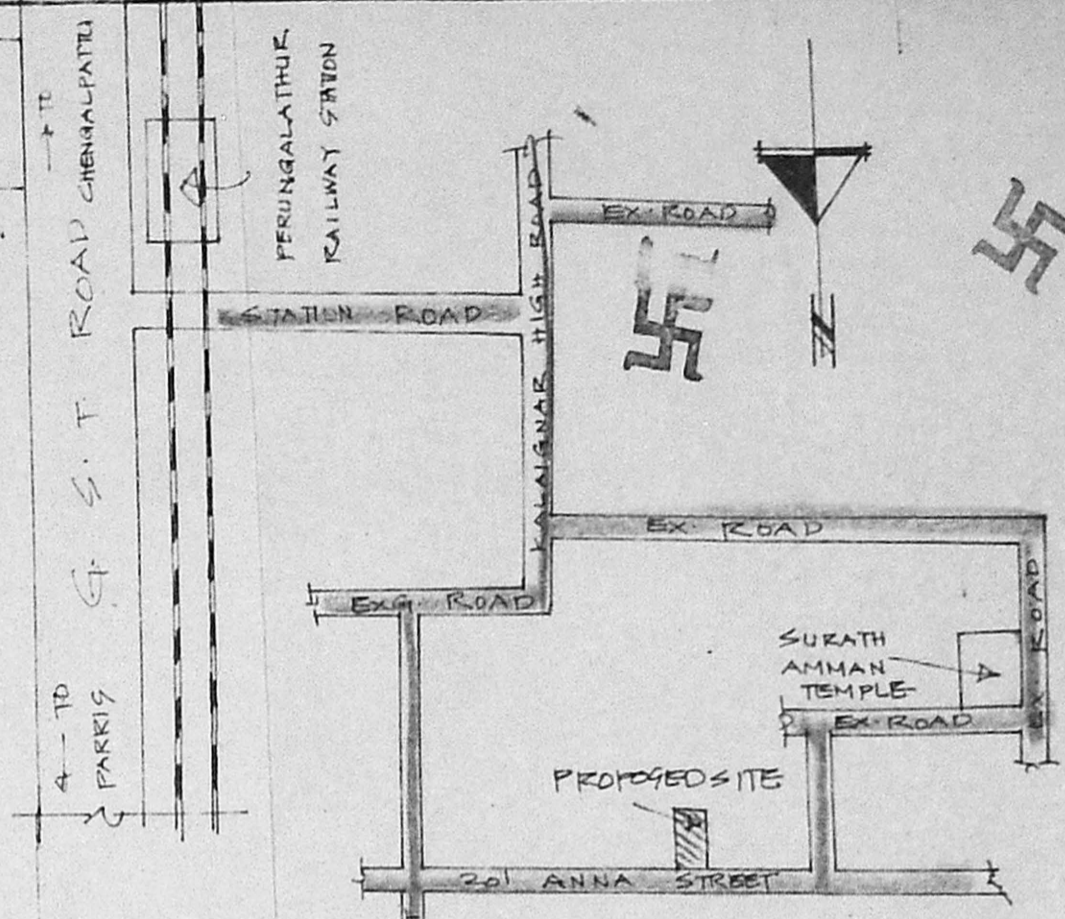 → TO
CHENGALPATTU
G. S. T. ROAD
← TO
PARRIS
PERUNGALATHUR
RAILWAY STATION
STATION ROAD
KALAIGNAR HIGH ROAD
EX. ROAD
EX. ROAD
EXG. ROAD
EX ROAD
SURATH
AMMAN
TEMPLE
EX. ROAD
PROPOSED SITE
20' ANNA STREET